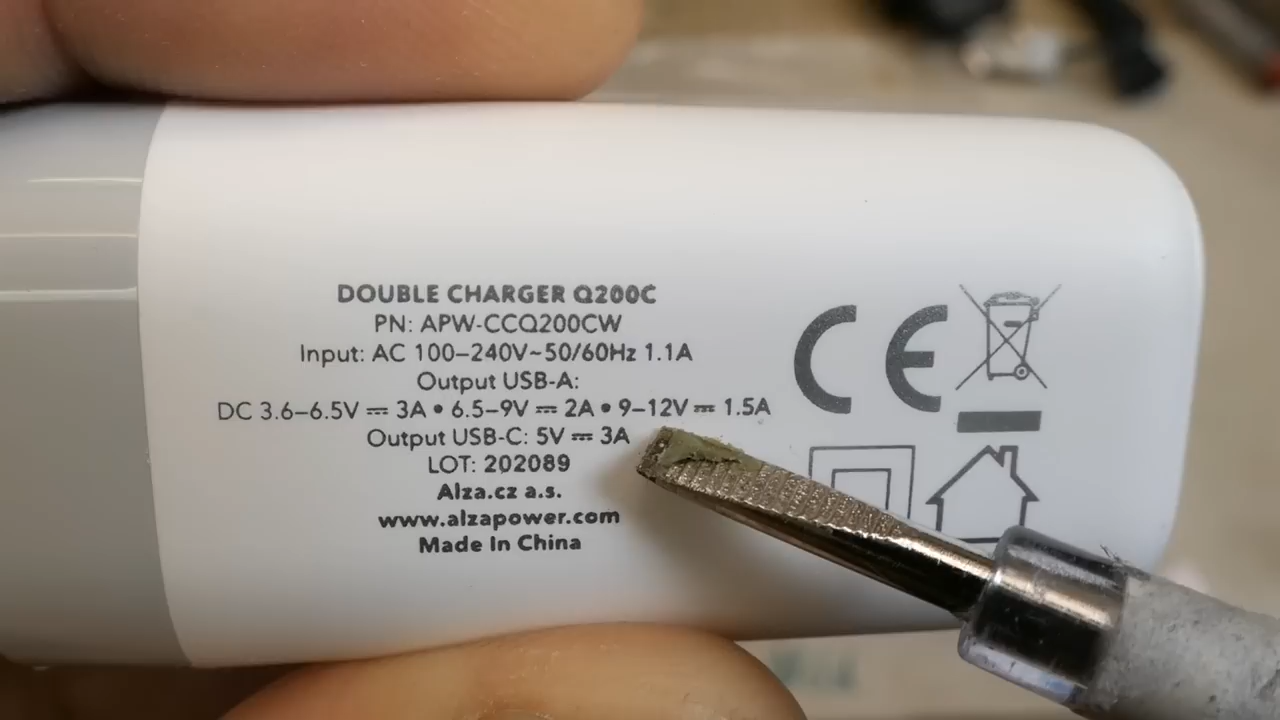 DOUBLE CHARGER Q200C
PN: APW-CCQ200CW
Input: AC 100–240V~50/60Hz 1.1A
Output USB-A:
DC 3.6–6.5V ⎓ 3A • 6.5–9V ⎓ 2A • 9–12V ⎓ 1.5A
Output USB-C: 5V ⎓ 3A
LOT: 202089
Alza.cz a.s.
www.alzapower.com
Made In China
CE